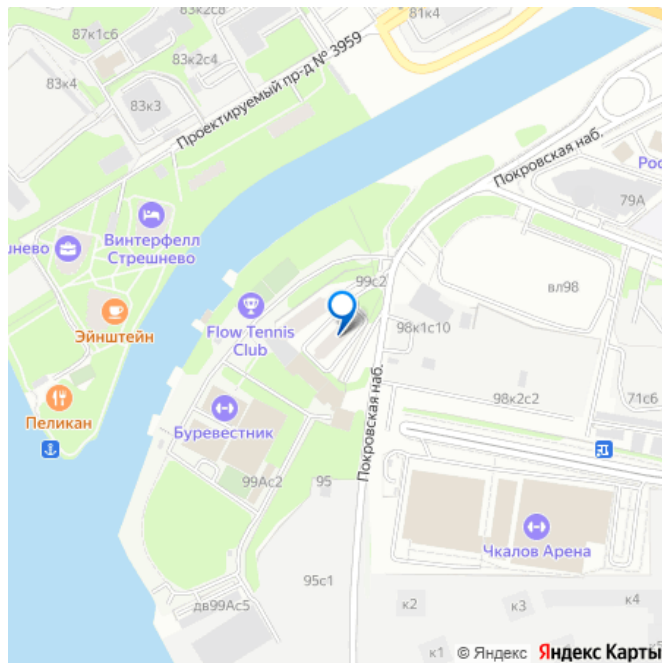 83к2с8
81к4
87к1с6
83к2с4
83к4
83к3
Проектируемый пр-д № 3959
Покровская наб.
Рос
79А
Винтерфелл
Стрешнево
шнево
99с2
вл98
Flow Tennis
Club
Эйнштейн
98к1с10
Пеликан
Буревестник
Покровская наб.
98к2с2
71с6
99Ас2
95
Чкалов Арена
95с1
дв99Ас5
к2
к3
к4
к1
© Яндекс Яндекс Карты